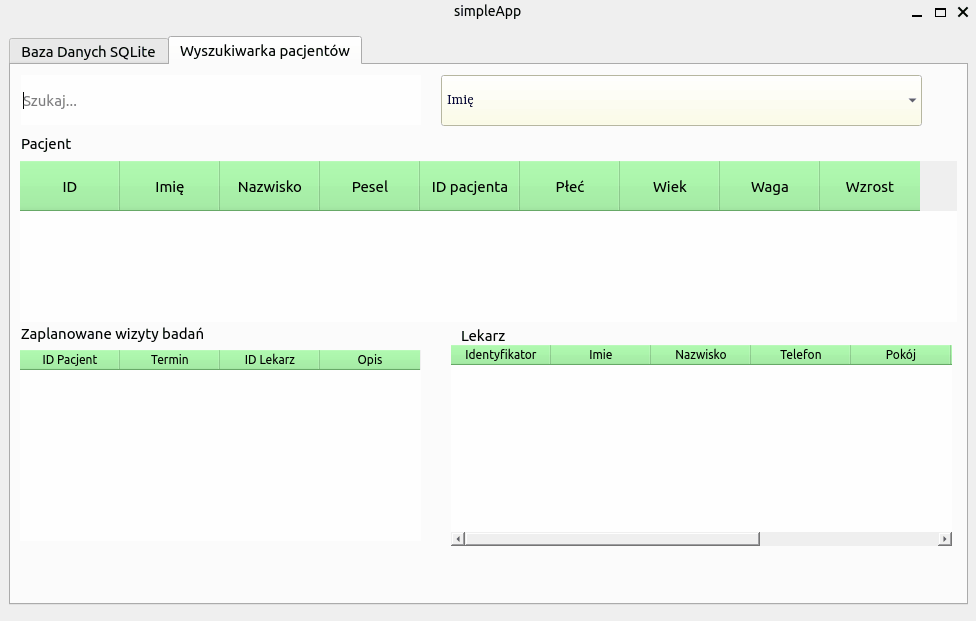 simpleApp
Baza Danych SQLite Wyszukiwarka pacjentów
Szukaj... Imię
Pacjent
ID Imię Nazwisko Pesel ID pacjenta Płeć Wiek Waga Wzrost
Zaplanowane wizyty badań Lekarz
ID Pacjent Termin ID Lekarz Opis Identyfikator Imie Nazwisko Telefon Pokój